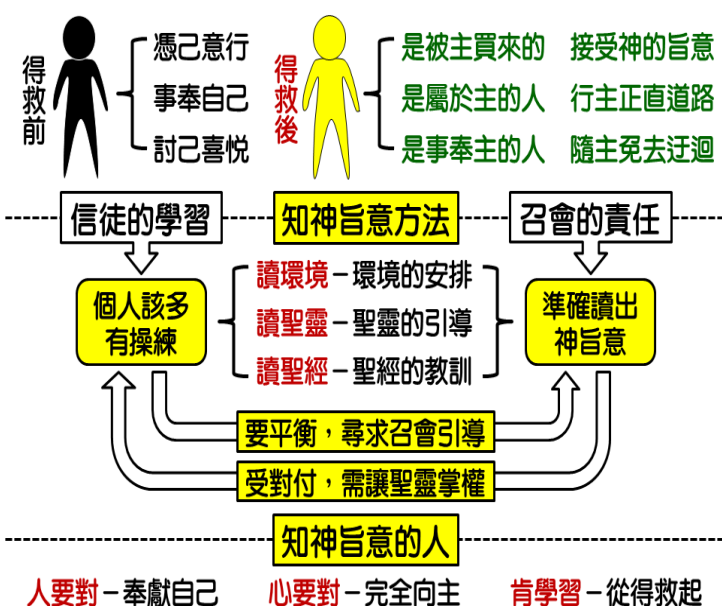 得救前
憑己意行
事奉自己
討己喜悦
得救後
是被主買來的 接受神的旨意
是屬於主的人 行主正直道路
是事奉主的人 隨主免去迂迴
信徒的學習
知神旨意方法
召會的責任
個人該多
有操練
讀環境－環境的安排
讀聖靈－聖靈的引導
讀聖經－聖經的教訓
準確讀出
神旨意
要平衡，尋求召會引導
受對付，需讓聖靈掌權
知神旨意的人
人要對－奉獻自己
心要對－完全向主
肯學習－從得救起